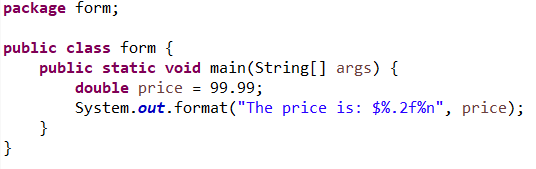 package form;
public class form {
    public static void main(String[] args) {
        double price = 99.99;
        System.out.format("The price is: $%.2f%n", price);
    }
}